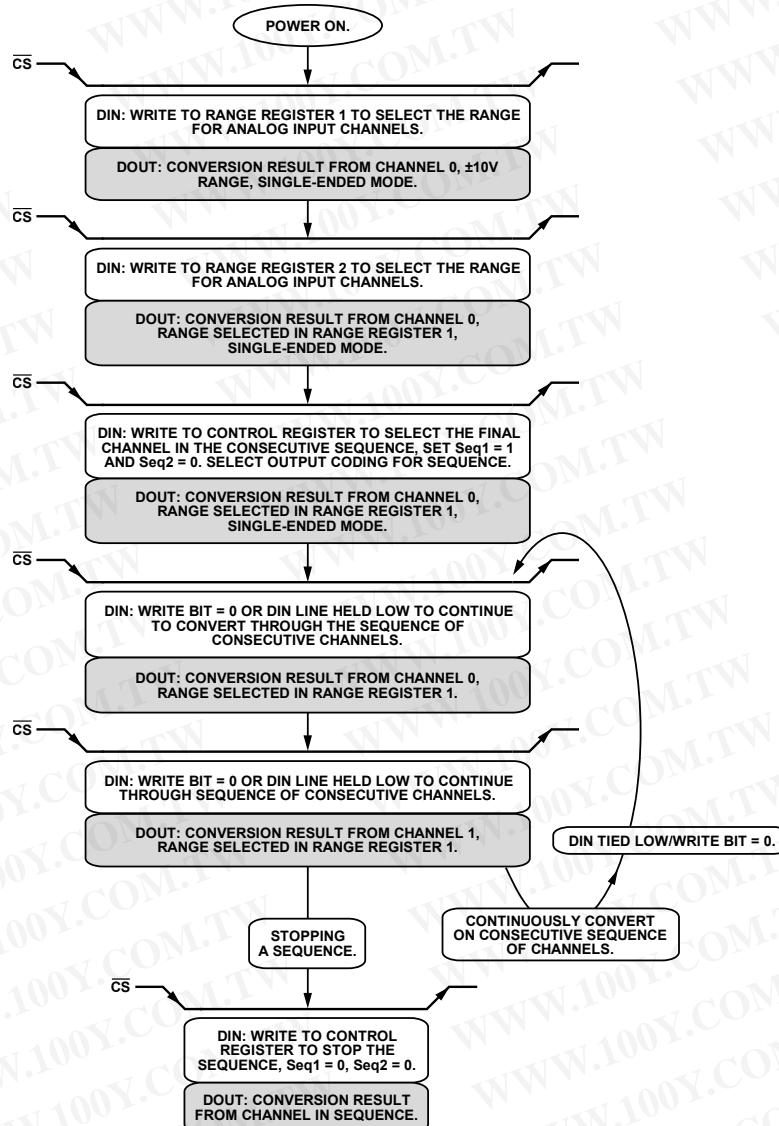 POWER ON.
CS
DIN: WRITE TO RANGE REGISTER 1 TO SELECT THE RANGE
FOR ANALOG INPUT CHANNELS.
DOUT: CONVERSION RESULT FROM CHANNEL 0, ±10V
RANGE, SINGLE-ENDED MODE.
CS
DIN: WRITE TO RANGE REGISTER 2 TO SELECT THE RANGE
FOR ANALOG INPUT CHANNELS.
DOUT: CONVERSION RESULT FROM CHANNEL 0,
RANGE SELECTED IN RANGE REGISTER 1,
SINGLE-ENDED MODE.
CS
DIN: WRITE TO CONTROL REGISTER TO SELECT THE FINAL
CHANNEL IN THE CONSECUTIVE SEQUENCE, SET Seq1 = 1
AND Seq2 = 0. SELECT OUTPUT CODING FOR SEQUENCE.
DOUT: CONVERSION RESULT FROM CHANNEL 0,
RANGE SELECTED IN RANGE REGISTER 1,
SINGLE-ENDED MODE.
CS
DIN: WRITE BIT = 0 OR DIN LINE HELD LOW TO CONTINUE
TO CONVERT THROUGH THE SEQUENCE OF
CONSECUTIVE CHANNELS.
DOUT: CONVERSION RESULT FROM CHANNEL 0,
RANGE SELECTED IN RANGE REGISTER 1.
CS
DIN: WRITE BIT = 0 OR DIN LINE HELD LOW TO CONTINUE
THROUGH SEQUENCE OF CONSECUTIVE CHANNELS.
DOUT: CONVERSION RESULT FROM CHANNEL 1,
RANGE SELECTED IN RANGE REGISTER 1.
DIN TIED LOW/WRITE BIT = 0.
STOPPING
A SEQUENCE.
CONTINUOUSLY CONVERT
ON CONSECUTIVE SEQUENCE
OF CHANNELS.
CS
DIN: WRITE TO CONTROL
REGISTER TO STOP THE
SEQUENCE, Seq1 = 0, Seq2 = 0.
DOUT: CONVERSION RESULT
FROM CHANNEL IN SEQUENCE.
WWW.100Y.COM.TW